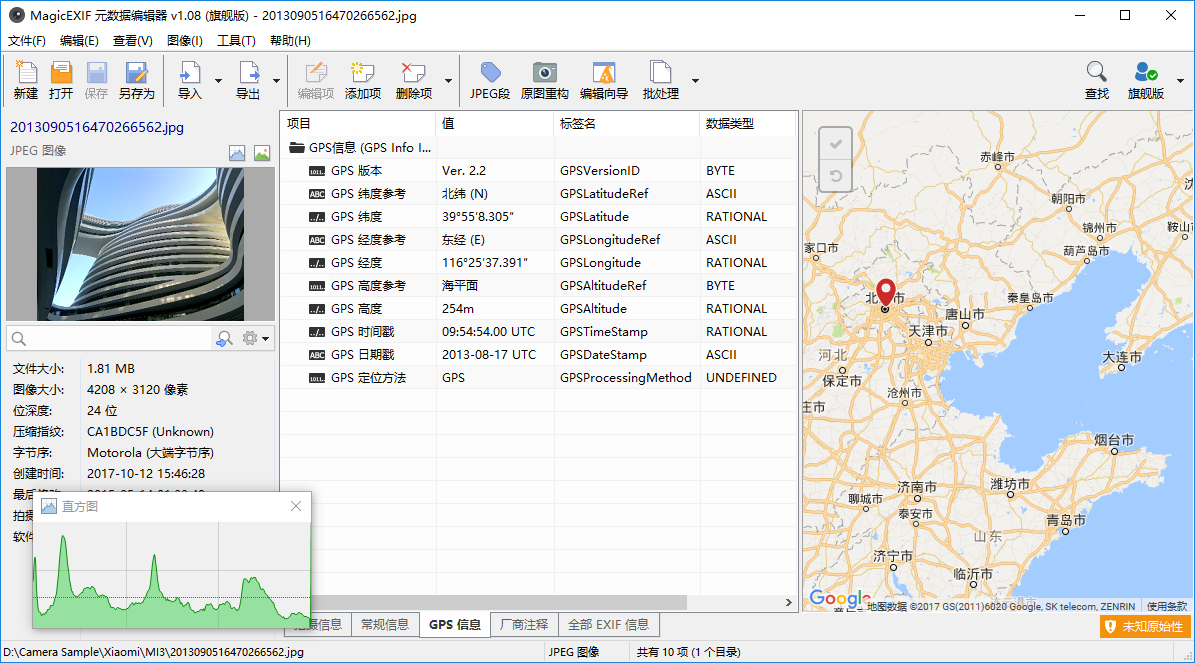 MagicEXIF 元数据编辑器 v1.08 (旗舰版) - 2013090516470266562.jpg
文件(F) 编辑(E) 查看(V) 图像(I) 工具(T) 帮助(H)
新建 打开 保存 另存为 导入 导出 编辑项 添加项 删除项 JPEG段 原图重构 编辑向导 批处理 查找 旗舰版
2013090516470266562.jpg
JPEG 图像
文件大小: 1.81 MB
图像大小: 4208 × 3120 像素
位深度: 24 位
压缩指纹: CA1BDC5F (Unknown)
字节序: Motorola (大端字节序)
创建时间: 2017-10-12 15:46:28
直方图
项目 值 标签名 数据类型
GPS信息 (GPS Info I...
GPS 版本 Ver. 2.2 GPSVersionID BYTE
GPS 纬度参考 北纬 (N) GPSLatitudeRef ASCII
GPS 纬度 39°55'8.305" GPSLatitude RATIONAL
GPS 经度参考 东经 (E) GPSLongitudeRef ASCII
GPS 经度 116°25'37.391" GPSLongitude RATIONAL
GPS 高度参考 海平面 GPSAltitudeRef BYTE
GPS 高度 254m GPSAltitude RATIONAL
GPS 时间戳 09:54:54.00 UTC GPSTimeStamp RATIONAL
GPS 日期戳 2013-08-17 UTC GPSDateStamp ASCII
GPS 定位方法 GPS GPSProcessingMethod UNDEFINED
信息 常规信息 GPS 信息 厂商注释 全部 EXIF 信息
赤峰市
朝阳市
锦州市
鞍山
葫芦岛市
家口市
秦皇岛市
唐山市
天津市
大连市
河北
保定市
沧州市
庄市
烟台市
潍坊市
济南市
聊城市
泰安市
青岛市
山东
济宁市
临沂市
Google
地图数据 ©2017 GS(2011)6020 Google, SK telecom, ZENRIN 使用条款
未知原始性
D:\Camera Sample\Xiaomi\MI3\2013090516470266562.jpg JPEG 图像 共有 10 项 (1 个目录)